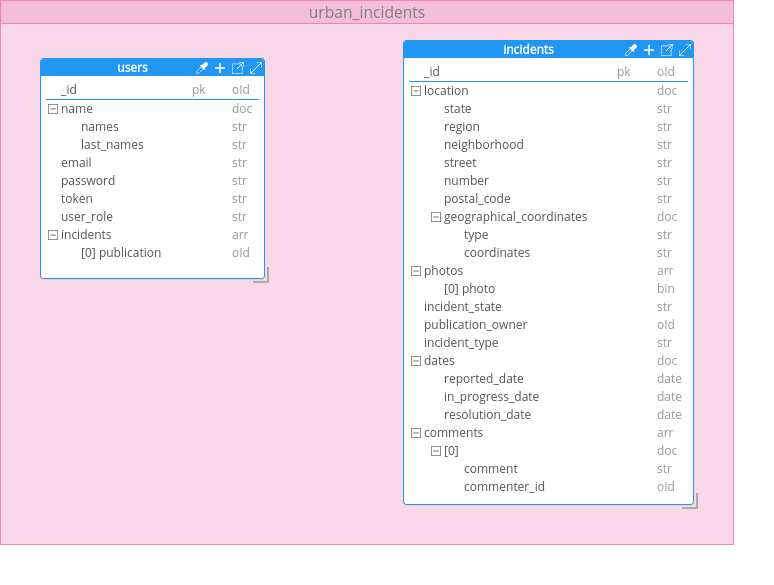 urban_incidents
users
_id pk oId
name doc
names str
last_names str
email str
password str
token str
user_role str
incidents arr
[0] publication oId
incidents
_id pk oId
location doc
state str
region str
neighborhood str
street str
number str
postal_code str
geographical_coordinates doc
type str
coordinates str
photos arr
[0] photo bin
incident_state str
publication_owner oId
incident_type str
dates doc
reported_date date
in_progress_date date
resolution_date date
comments arr
[0] doc
comment str
commenter_id oId